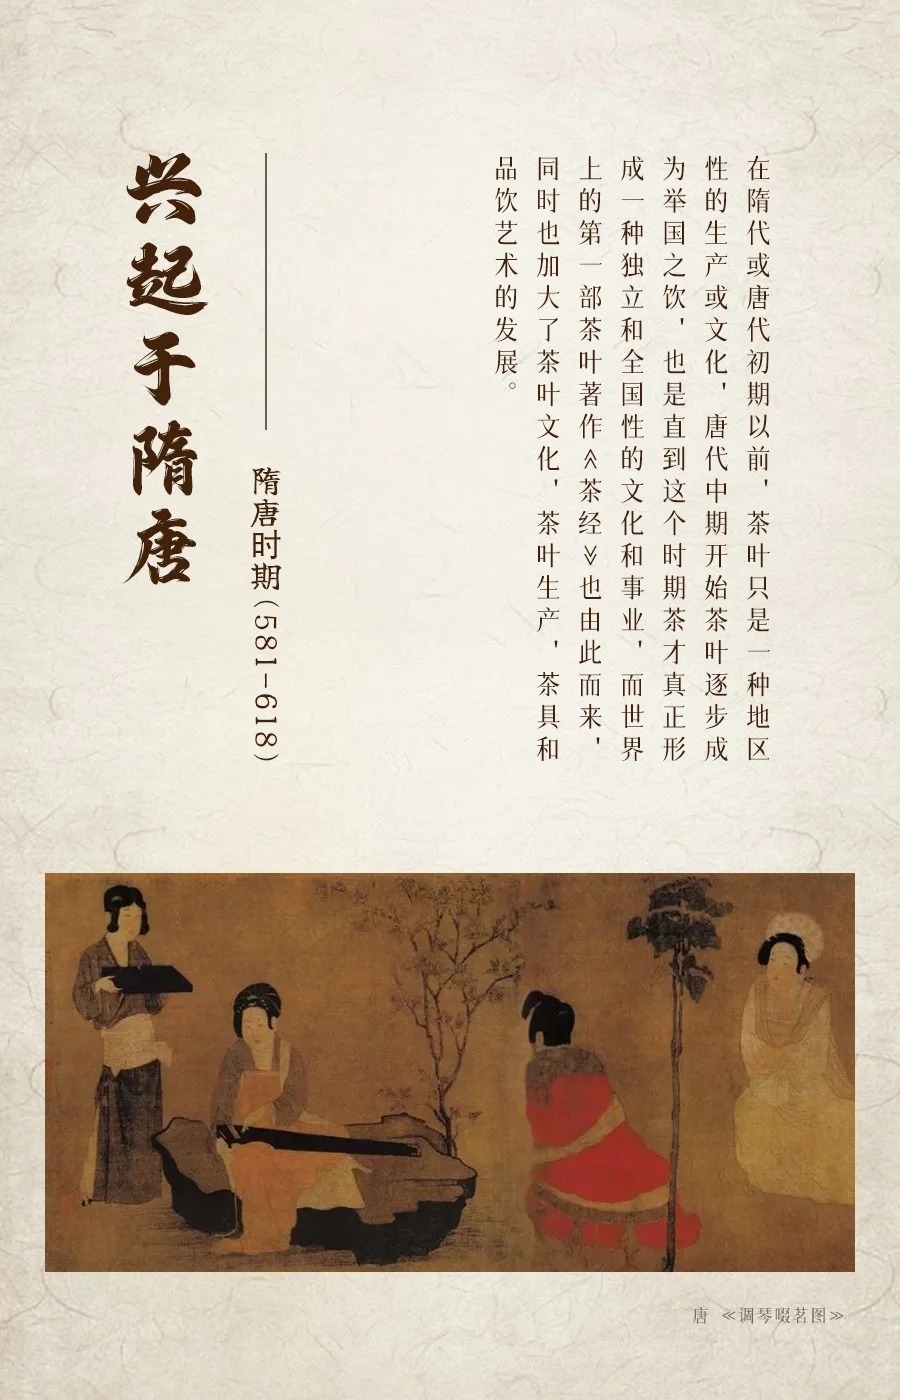 兴起于隋唐
隋唐时期(581-618)
在隋代或唐代初期以前，茶叶只是一种地区
性的生产或文化，唐代中期开始茶叶逐步成
为举国之饮，也是直到这个时期茶才真正形
成一种独立和全国性的文化和事业，而世界
上的第一部茶叶著作《茶经》也由此而来，
同时也加大了茶叶文化，茶叶生产，茶具和
品饮艺术的发展。
唐 《调琴啜茗图》